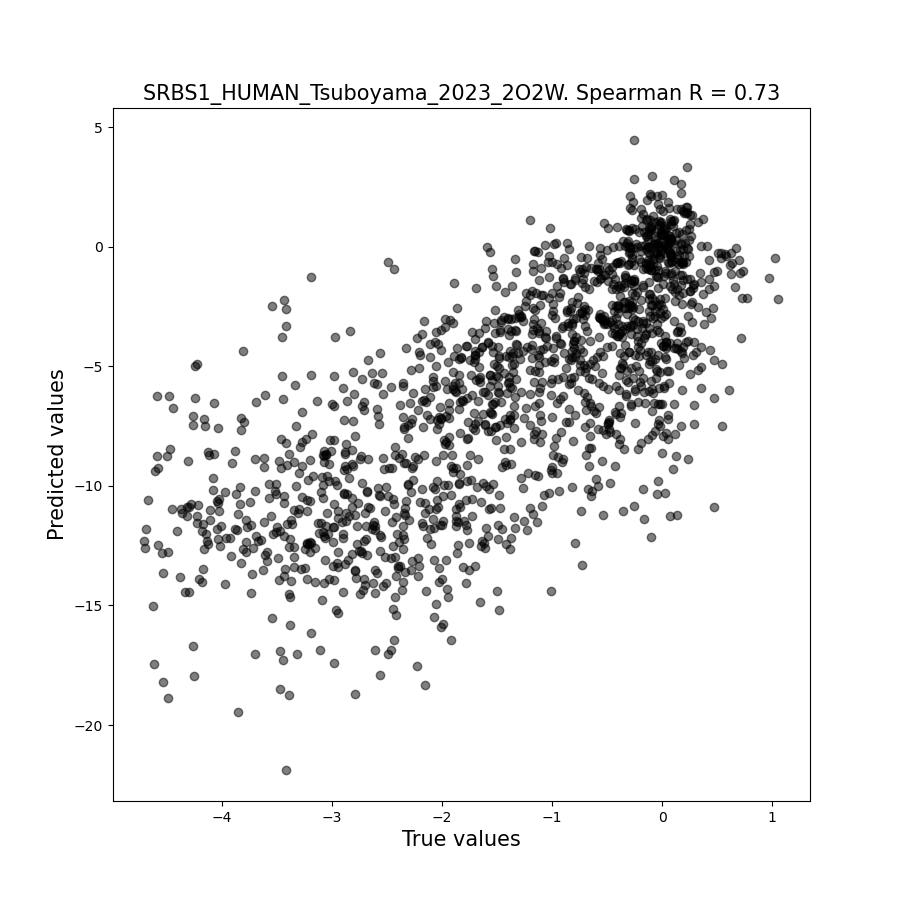 SRBS1_HUMAN_Tsuboyama_2023_2O2W. Spearman R = 0.73
5
0
−5
−10
−15
−20
Predicted values
−4 −3 −2 −1 0 1
True values